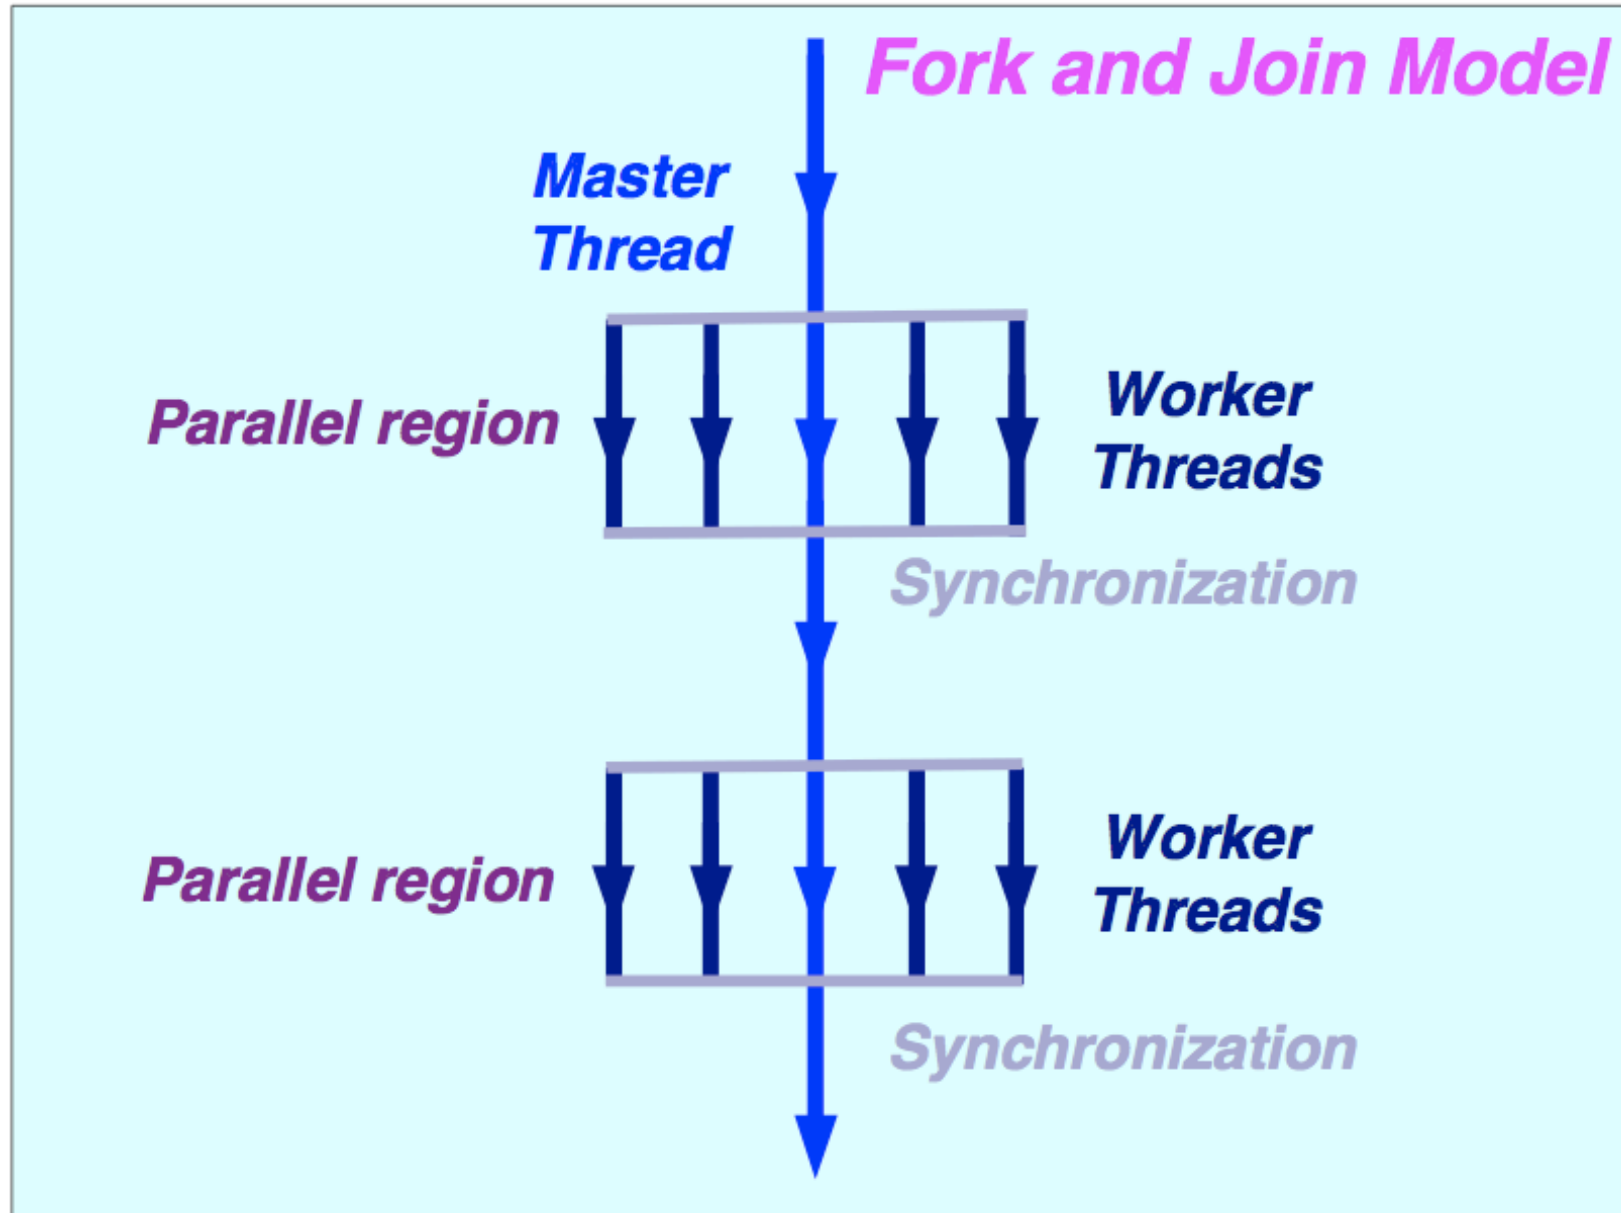 Fork and Join Model
Master
Thread
Parallel region
Worker
Threads
Synchronization
Parallel region
Worker
Threads
Synchronization